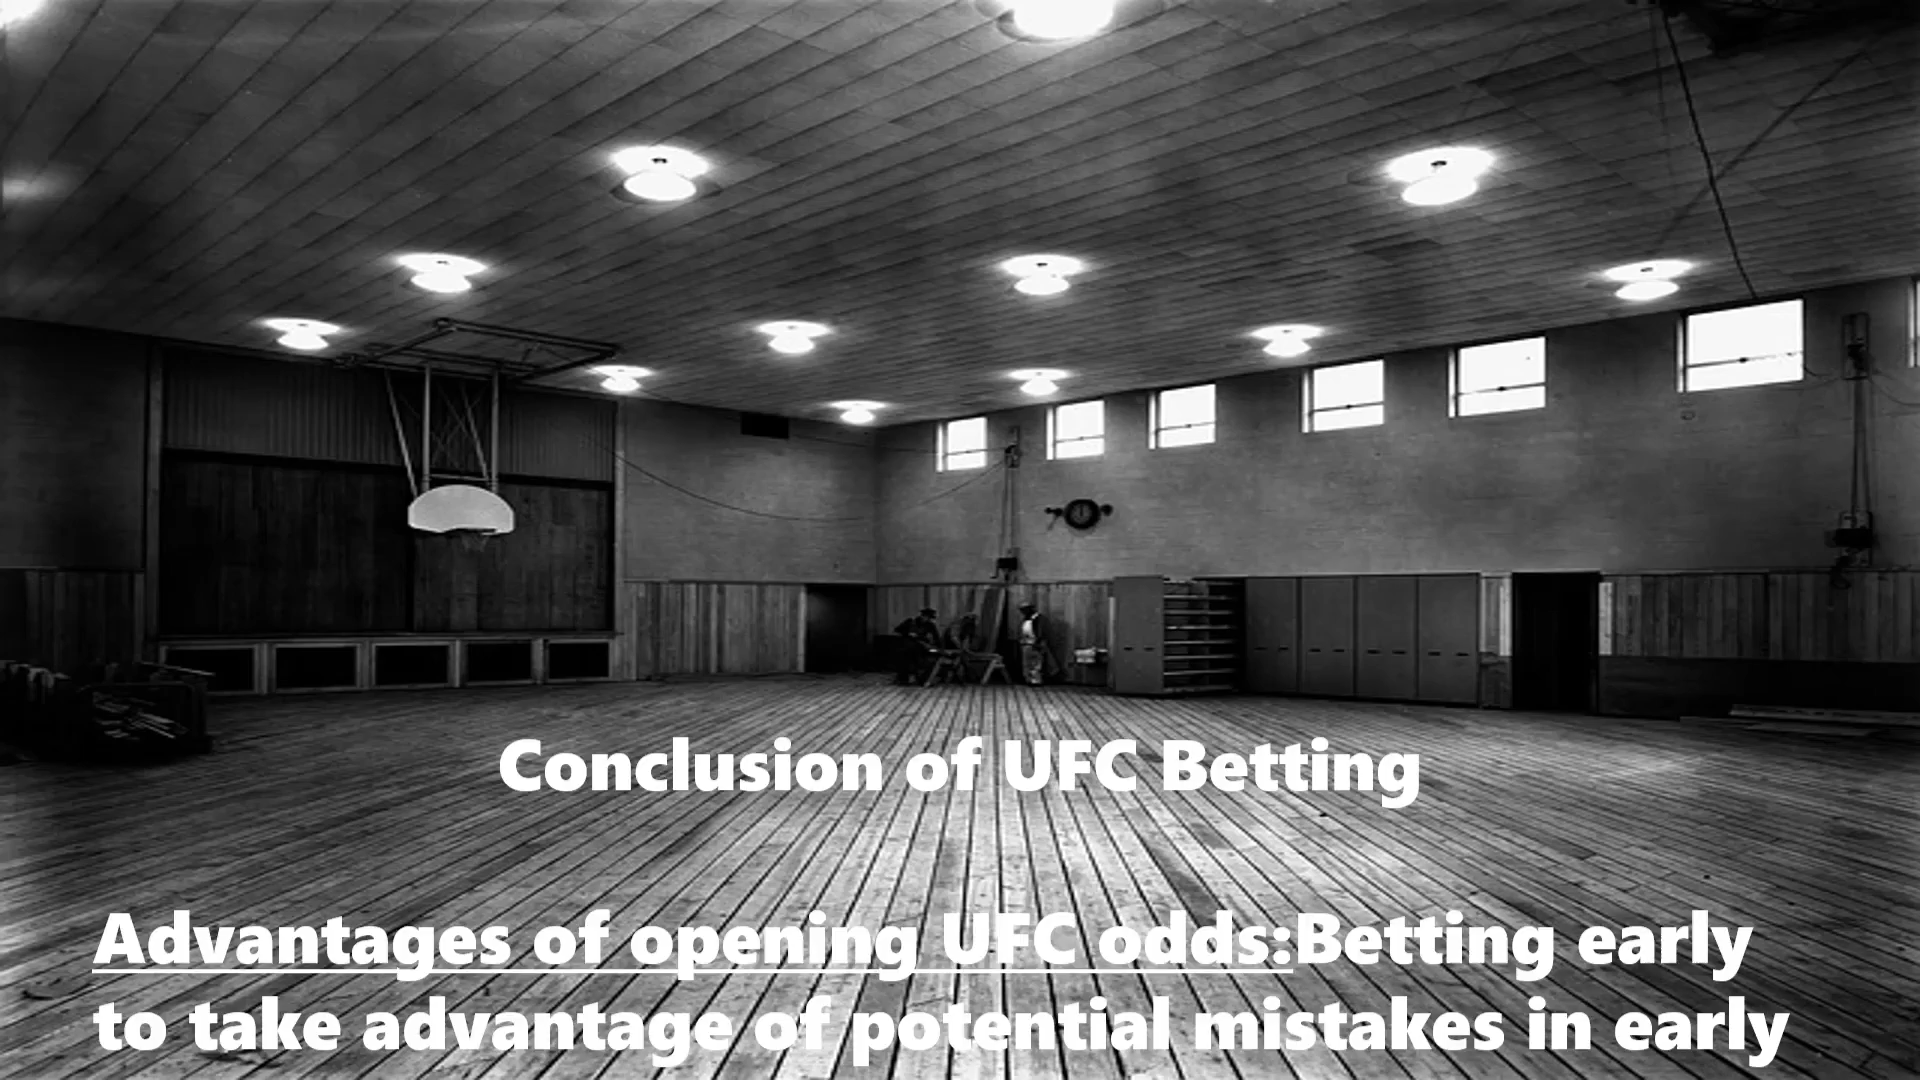 Conclusion of UFC Betting
Advantages of opening UFC odds:Betting early
to take advantage of potential mistakes in early